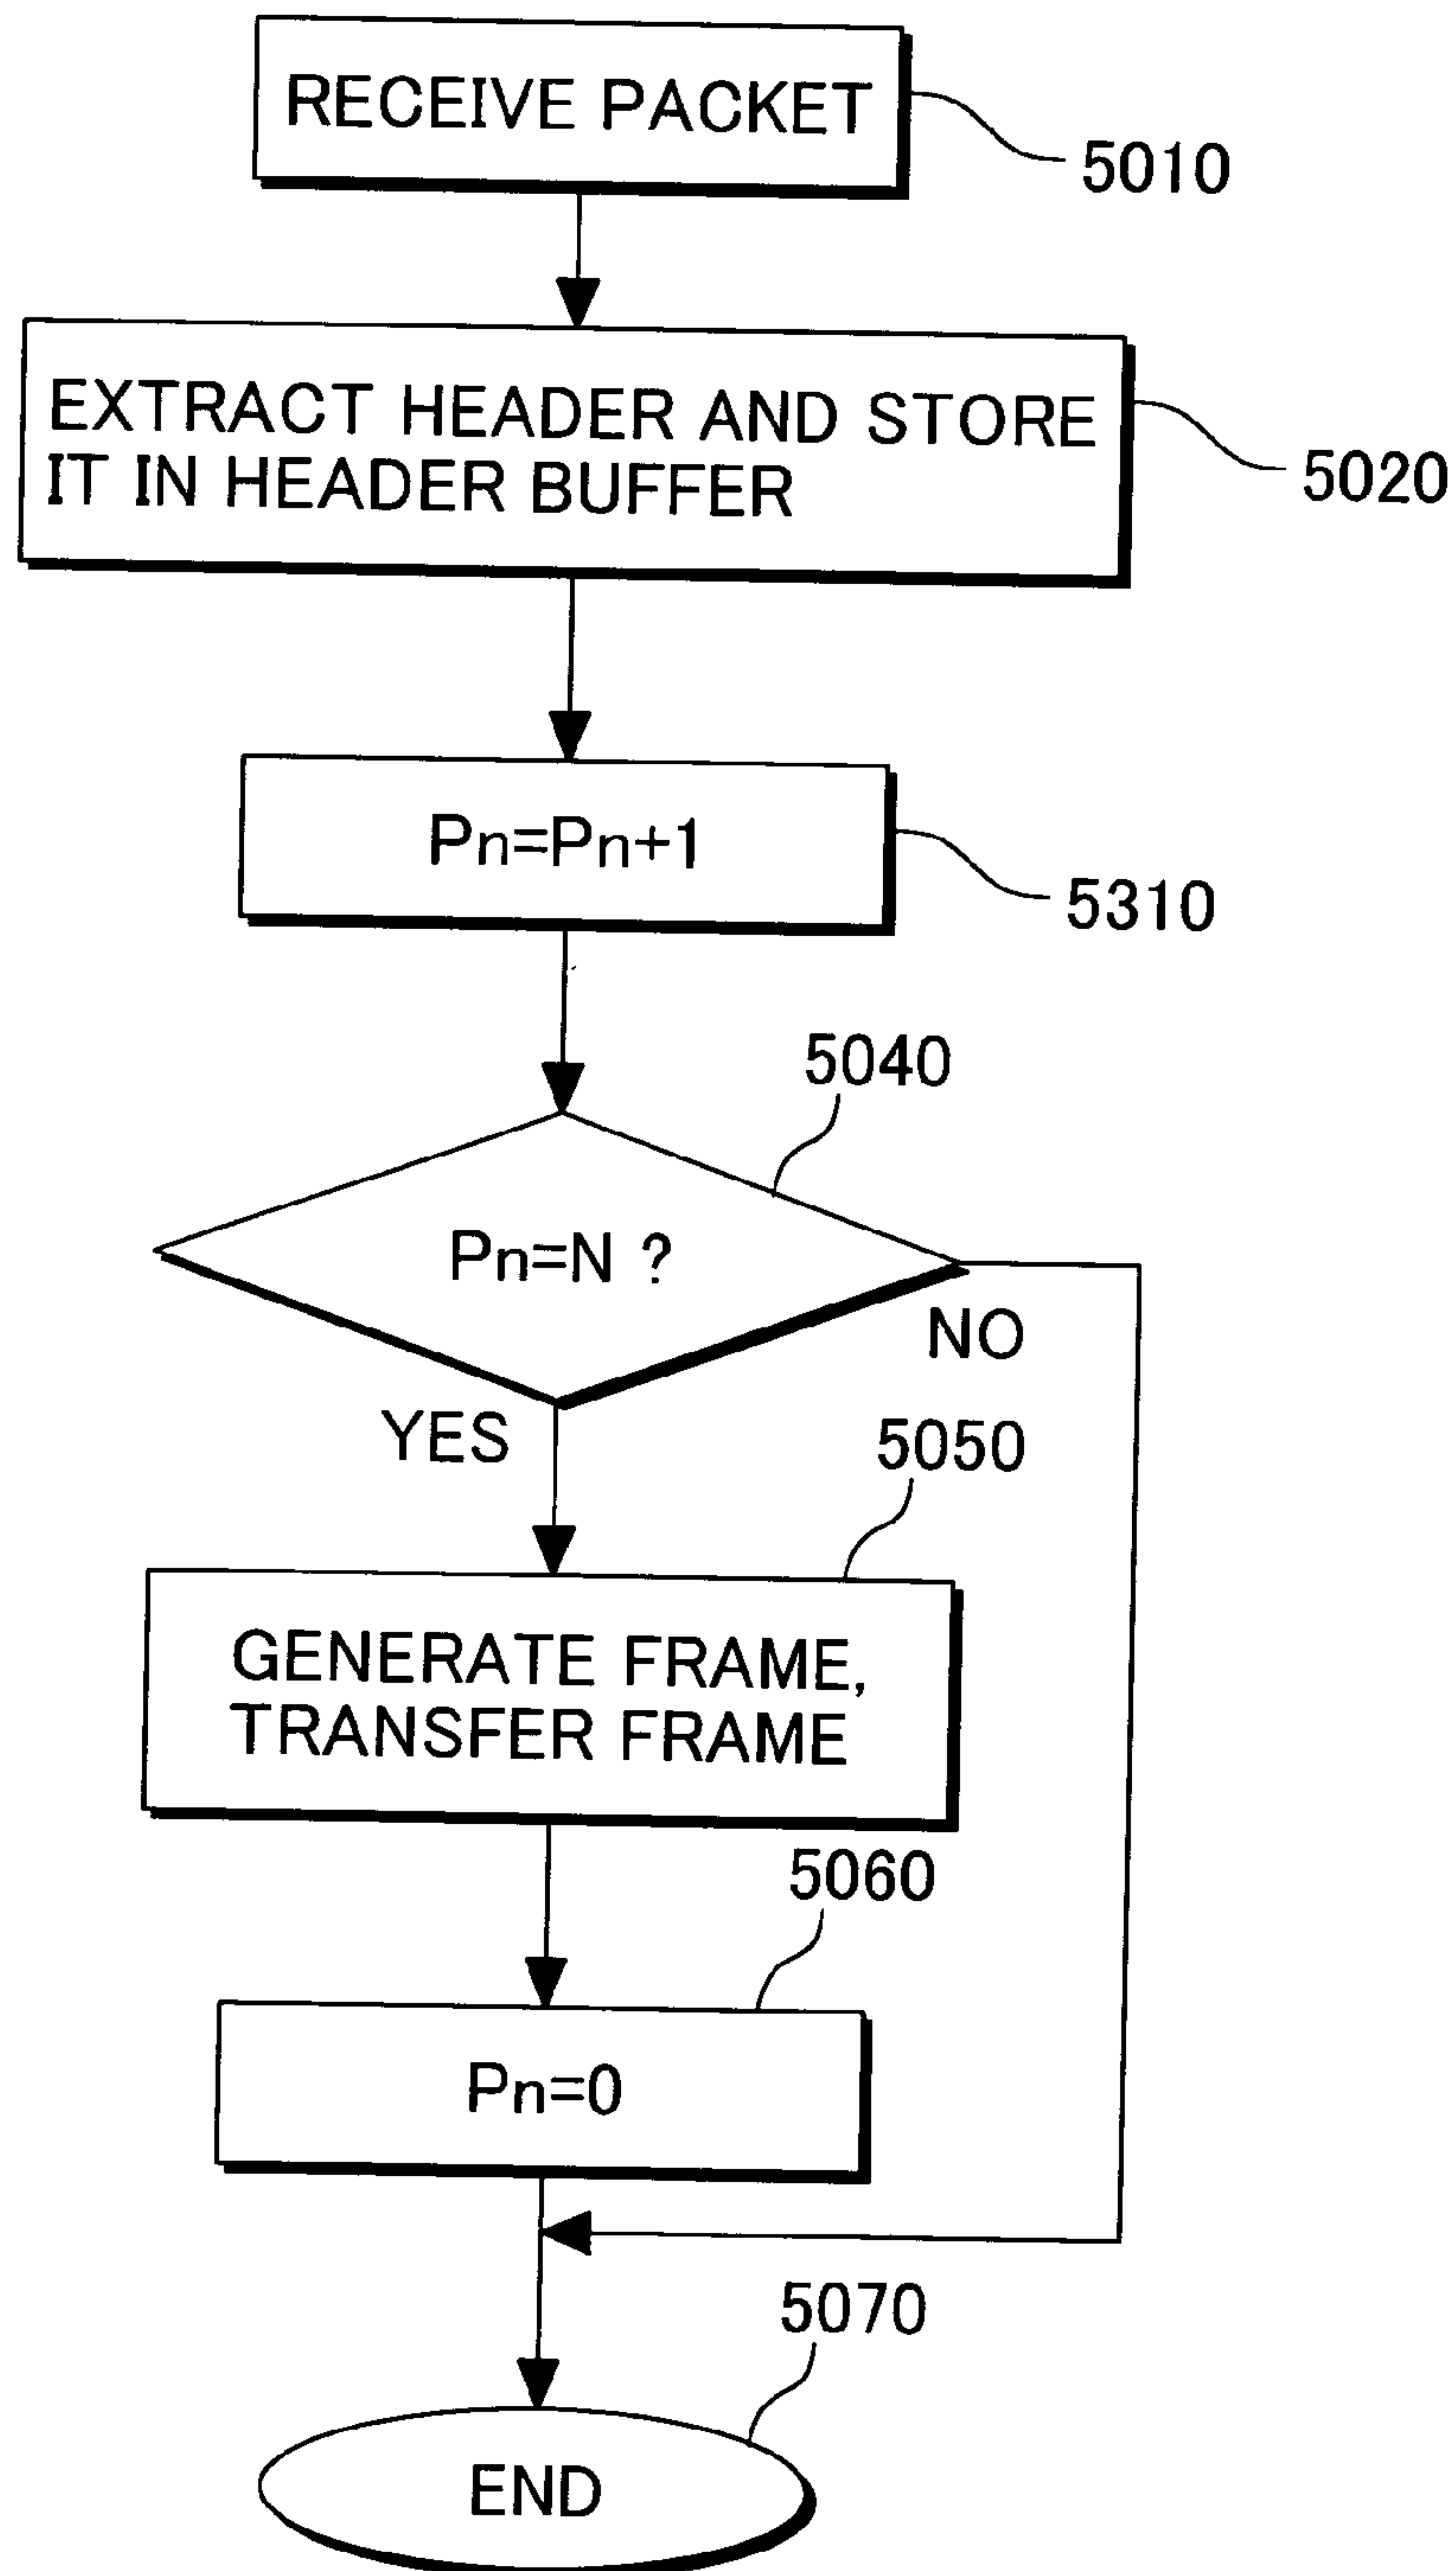 RECEIVE PACKET
5010
EXTRACT HEADER AND STORE
IT IN HEADER BUFFER
5020
Pn=Pn+1
5310
5040
Pn=N ?
NO
YES
5050
GENERATE FRAME,
TRANSFER FRAME
5060
Pn=0
5070
END